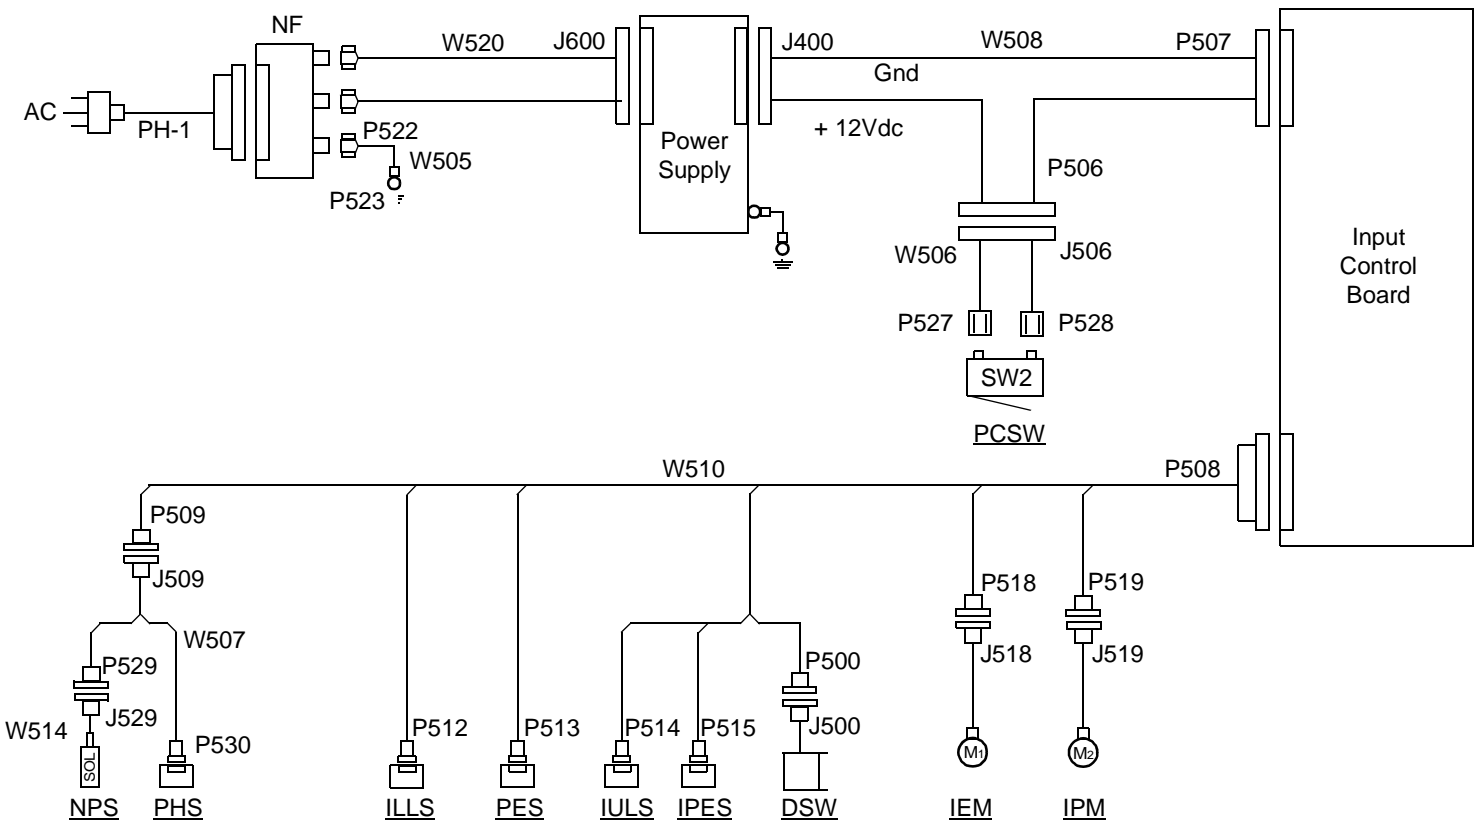 NF
W520
J600
J400
W508
P507
Gnd
AC
PH-1
P522
W505
P523
Power
Supply
+ 12Vdc
P506
W506
J506
P527
P528
SW2
PCSW
Input
Control
Board
W510
P508
P509
J509
W507
P529
J529
W514
SOL
P530
P512
P513
P514
P515
P500
J500
P518
J518
P519
J519
M1
M2
NPS
PHS
ILLS
PES
IULS
IPES
DSW
IEM
IPM